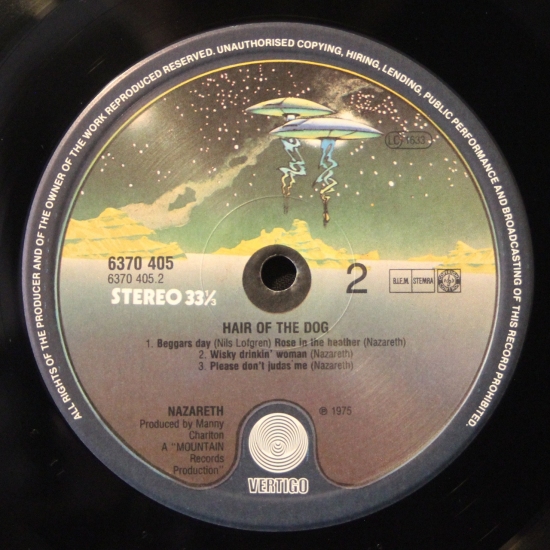 ALL RIGHTS OF THE PRODUCER AND OF THE OWNER OF THE WORK REPRODUCED RESERVED. UNAUTHORISED COPYING, HIRING, LENDING, PUBLIC PERFORMANCE AND BROADCASTING OF THIS RECORD PROHIBITED.
LC 1633
6370 405
6370 405.2
STEREO 33⅓
2
B.I.E.M. STEMRA
HAIR OF THE DOG
1. Beggars day (Nils Lofgren) Rose in the heather (Nazareth)
2. Wisky drinkin' woman (Nazareth)
3. Please don't judas me (Nazareth)
NAZARETH
Produced by Manny
Charlton
A "MOUNTAIN
Records
Production"
℗ 1975
VERTIGO